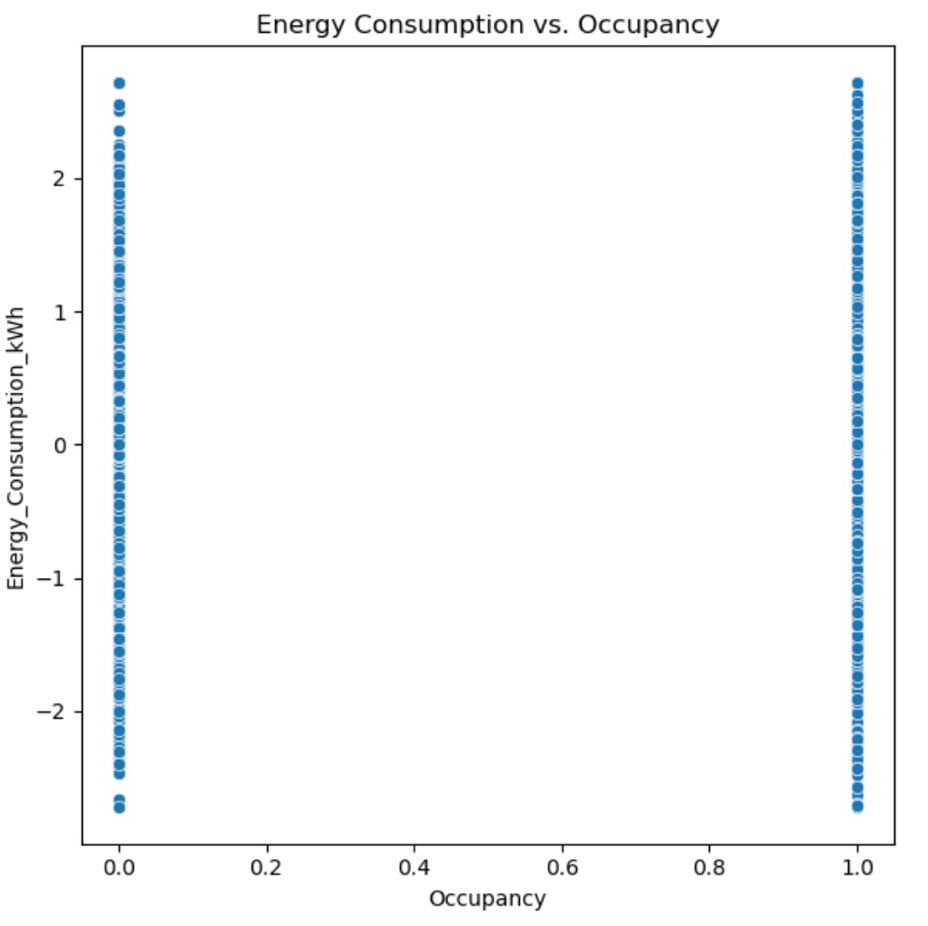 Energy Consumption vs. Occupancy
Energy_Consumption_kWh
2
1
0
−1
−2
0.0 0.2 0.4 0.6 0.8 1.0
Occupancy